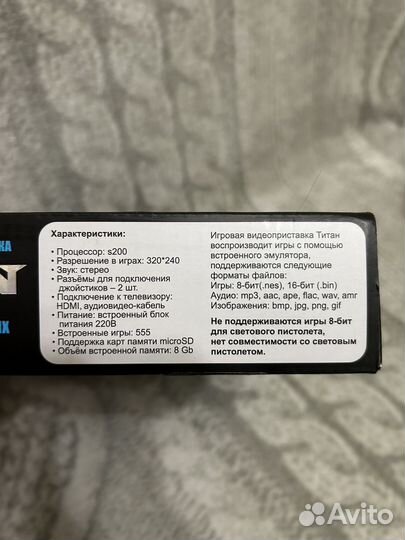 КА
N
ЫХ
Характеристики:
• Процессор: s200
• Разрешение в играх: 320*240
• Звук: стерео
• Разъёмы для подключения
джойстиков – 2 шт.
• Подключение к телевизору:
HDMI, аудиовидео-кабель
• Питание: встроенный блок
питания 220В
• Встроенные игры: 555
• Поддержка карт памяти microSD
• Объём встроенной памяти: 8 Gb
Игровая видеоприставка Титан
воспроизводит игры с помощью
встроенного эмулятора,
поддерживаются следующие
форматы файлов:
Игры: 8-бит(.nes), 16-бит (.bin)
Аудио: mp3, aac, ape, flac, wav, amr
Изображения: bmp, jpg, png, gif
Не поддерживаются игры 8-бит
для светового пистолета,
нет совместимости со световым
пистолетом.
Avito